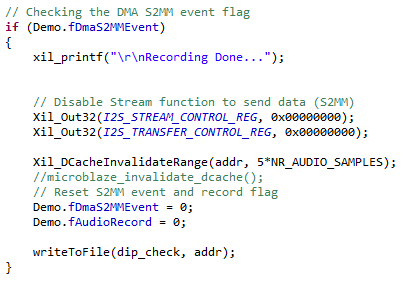 // Checking the DMA S2MM event flag
if (Demo.fDmaS2MMEvent)
{
xil_printf("\r\nRecording Done...");
// Disable Stream function to send data (S2MM)
Xil_Out32(I2S_STREAM_CONTROL_REG, 0x00000000);
Xil_Out32(I2S_TRANSFER_CONTROL_REG, 0x00000000);
Xil_DCacheInvalidateRange(addr, 5*NR_AUDIO_SAMPLES);
//microblaze_invalidate_dcache();
// Reset S2MM event and record flag
Demo.fDmaS2MMEvent = 0;
Demo.fAudioRecord = 0;
writeToFile(dip_check, addr);
}